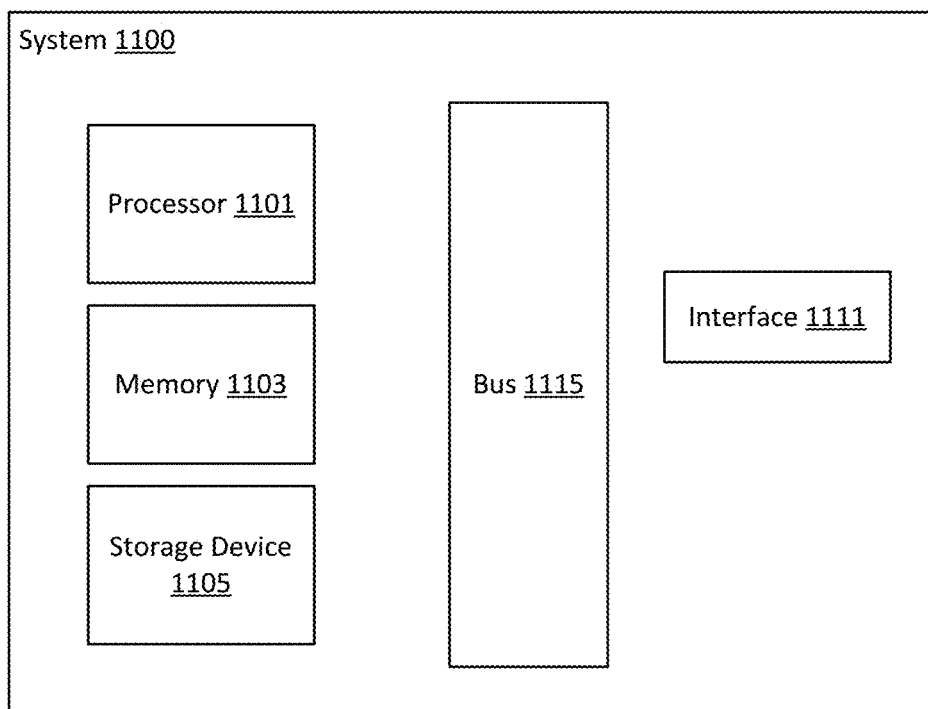 System 1100
Processor 1101
Memory 1103
Storage Device
1105
Bus 1115
Interface 1111